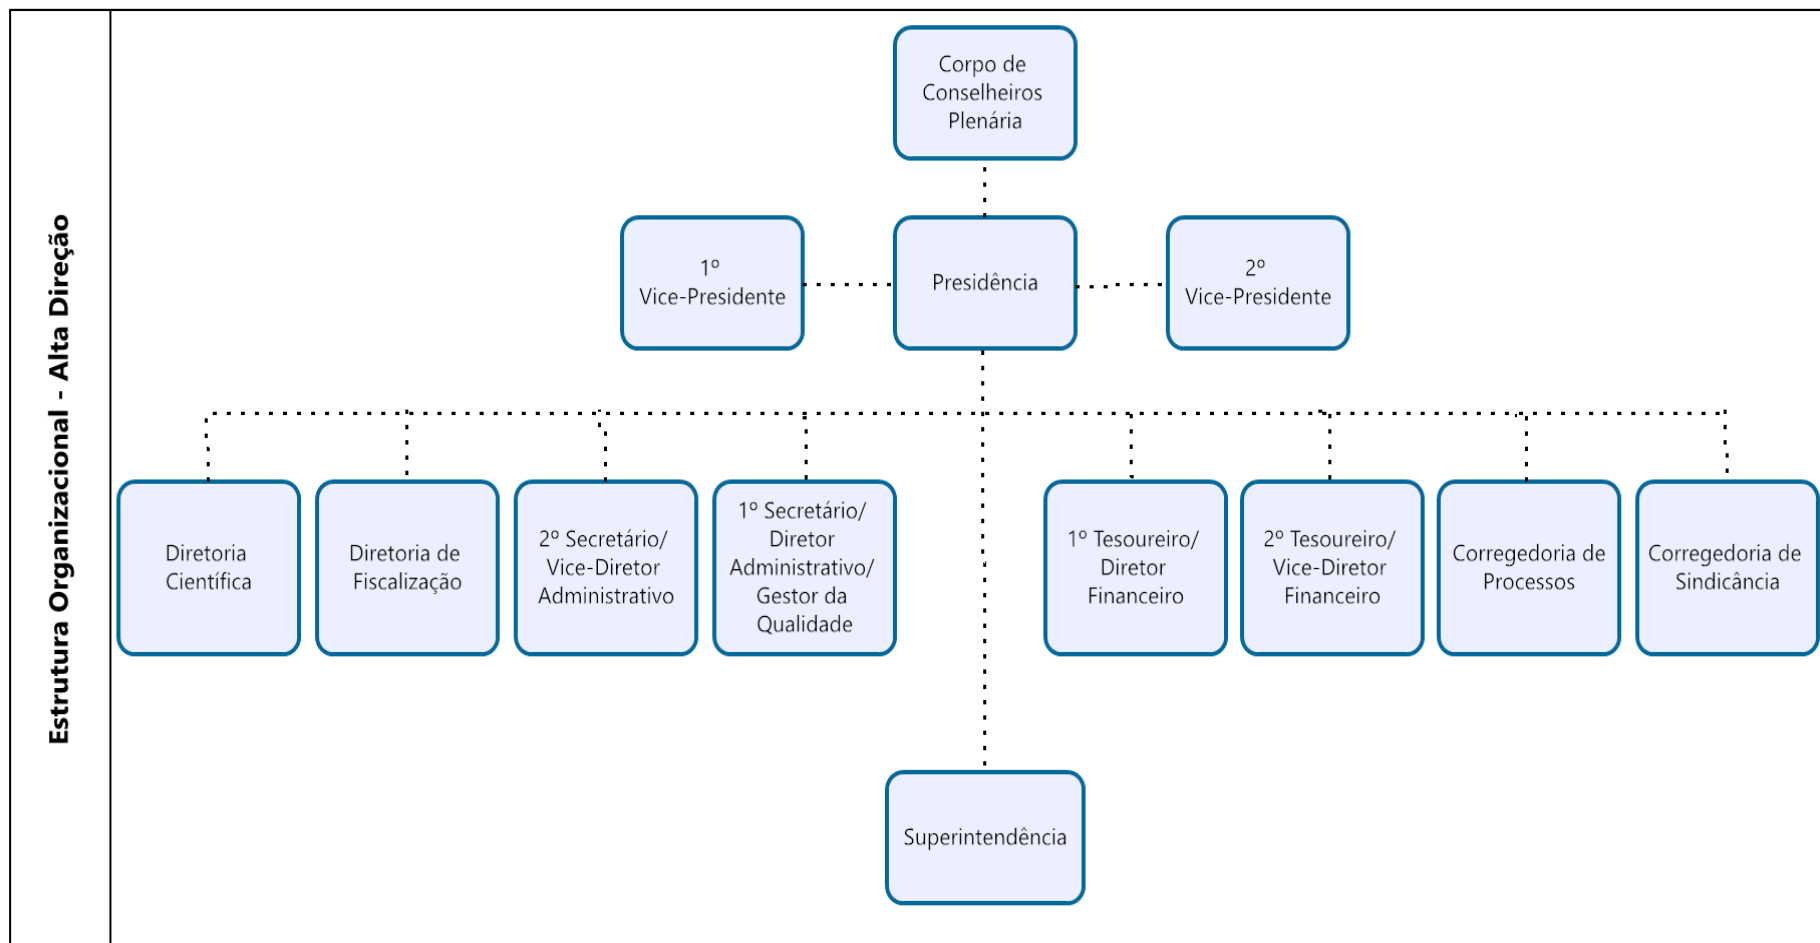 Estrutura Organizacional - Alta Direção
Corpo de
Conselheiros
Plenária
1º
Vice-Presidente
Presidência
2º
Vice-Presidente
Diretoria
Científica
Diretoria de
Fiscalização
2º Secretário/
Vice-Diretor
Administrativo
1º Secretário/
Diretor
Administrativo/
Gestor da
Qualidade
1º Tesoureiro/
Diretor
Financeiro
2º Tesoureiro/
Vice-Diretor
Financeiro
Corregedoria de
Processos
Corregedoria de
Sindicância
Superintendência